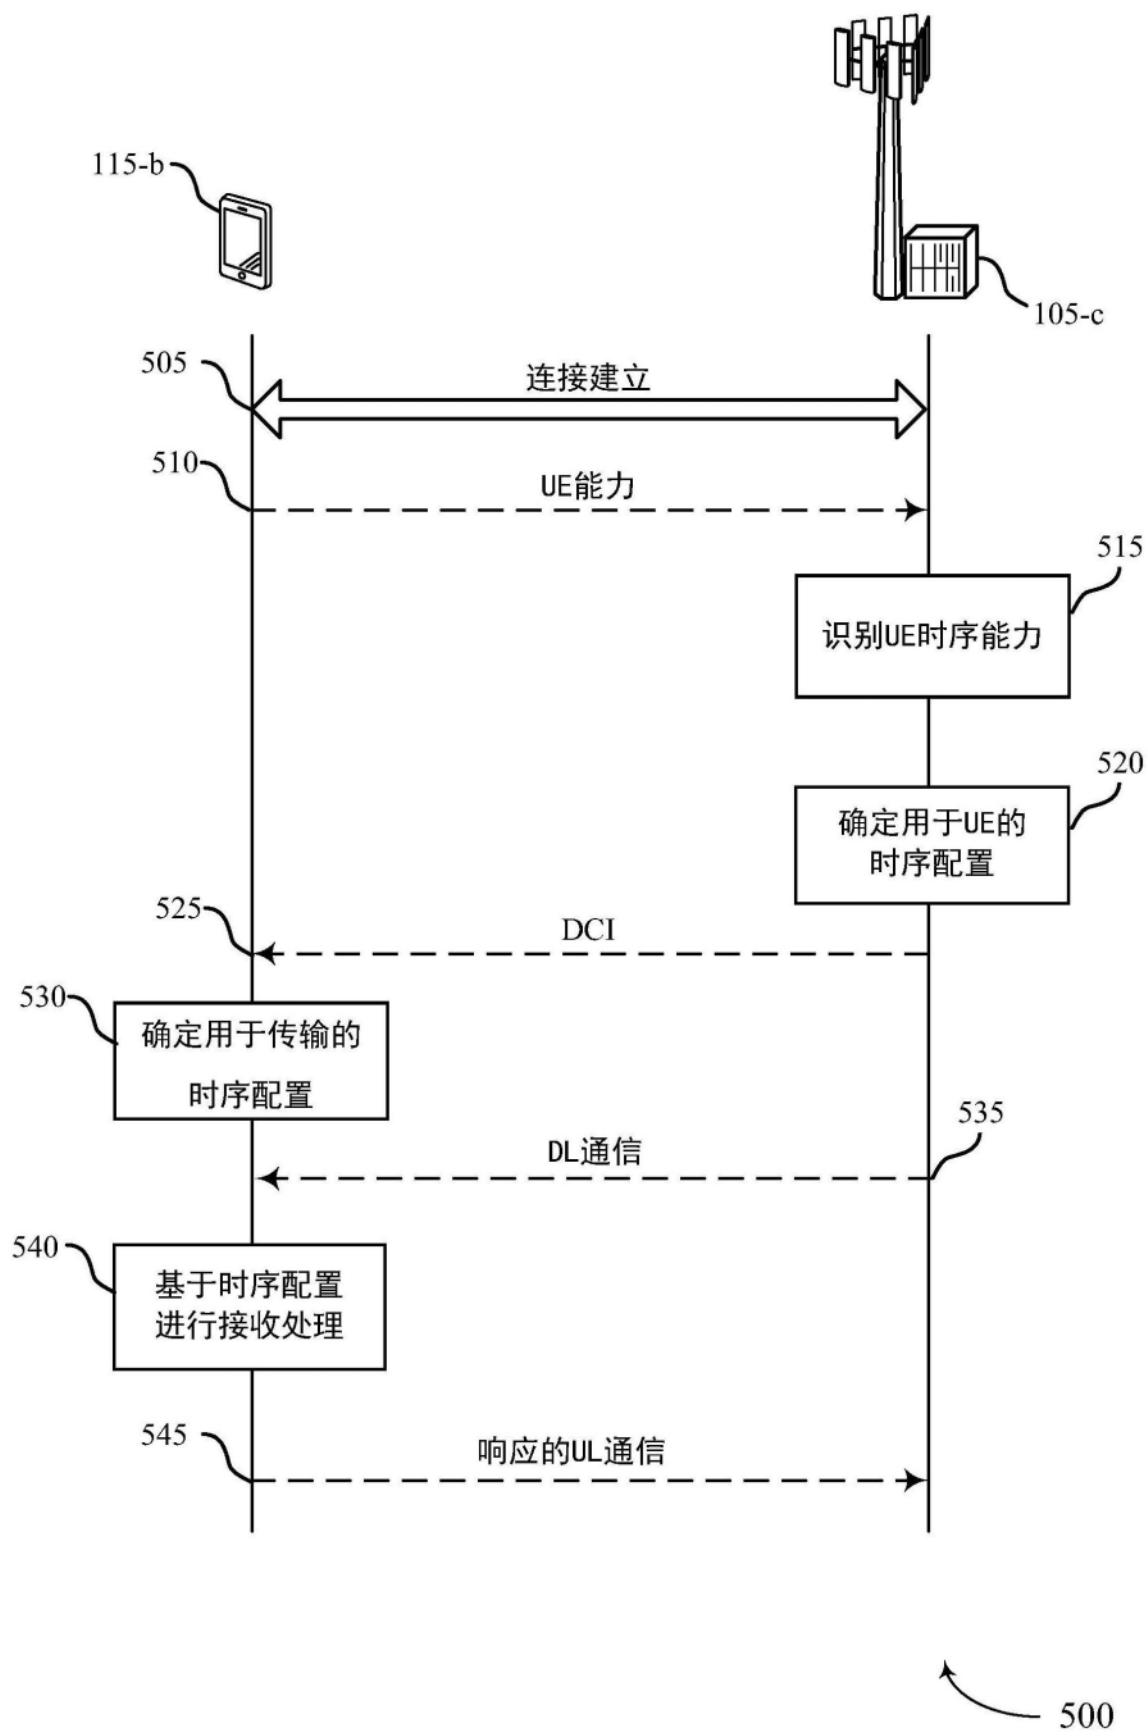 115-b
105-c
505
连接建立
510
UE能力
515
识别UE时序能力
520
确定用于UE的
时序配置
525
DCI
530
确定用于传输的
时序配置
535
DL通信
540
基于时序配置
进行接收处理
545
响应的UL通信
500